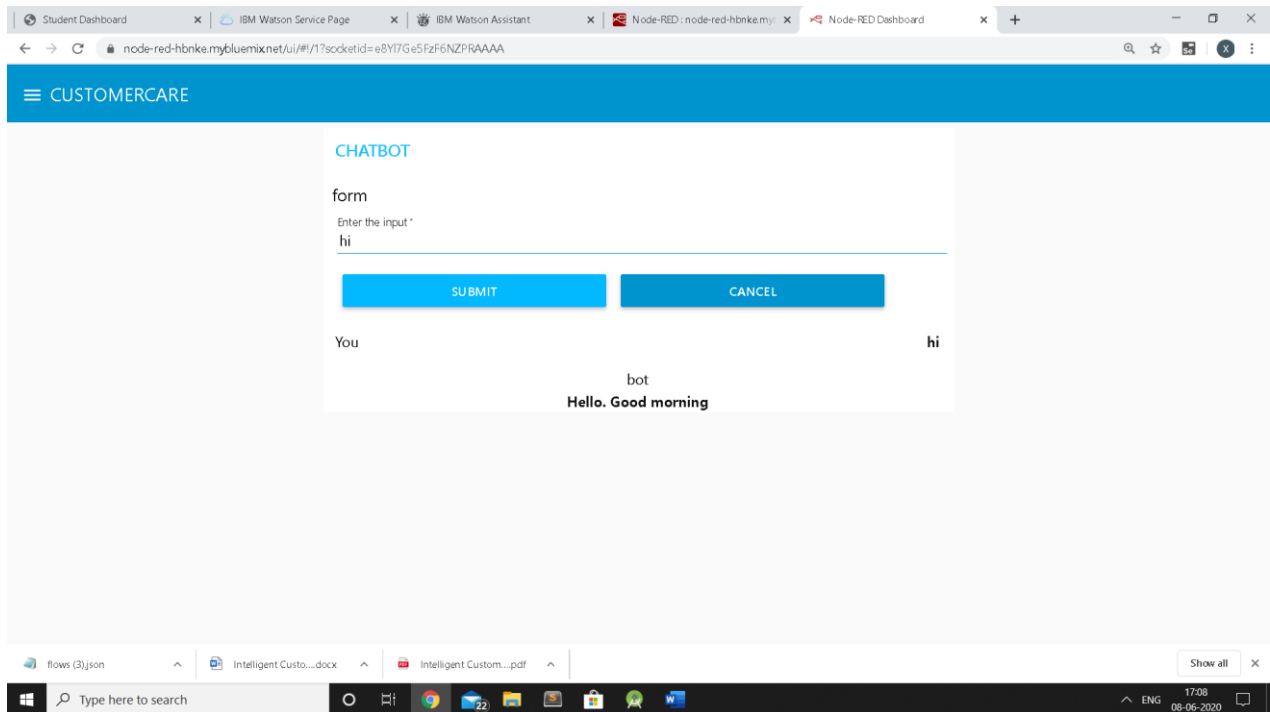 Student Dashboard IBM Watson Service Page IBM Watson Assistant Node-RED : node-red-hbnke.my Node-RED Dashboard
node-red-hbnke.mybluemix.net/ui/#!/1?socketid=e8YI7Ge5FzF6NZPRAAAA
CUSTOMERCARE
CHATBOT
form
Enter the input *
hi
SUBMIT CANCEL
You hi
bot
Hello. Good morning
flows (3).json Intelligent Custo....docx Intelligent Custom....pdf Show all
Type here to search 22 ENG 17:08
08-06-2020